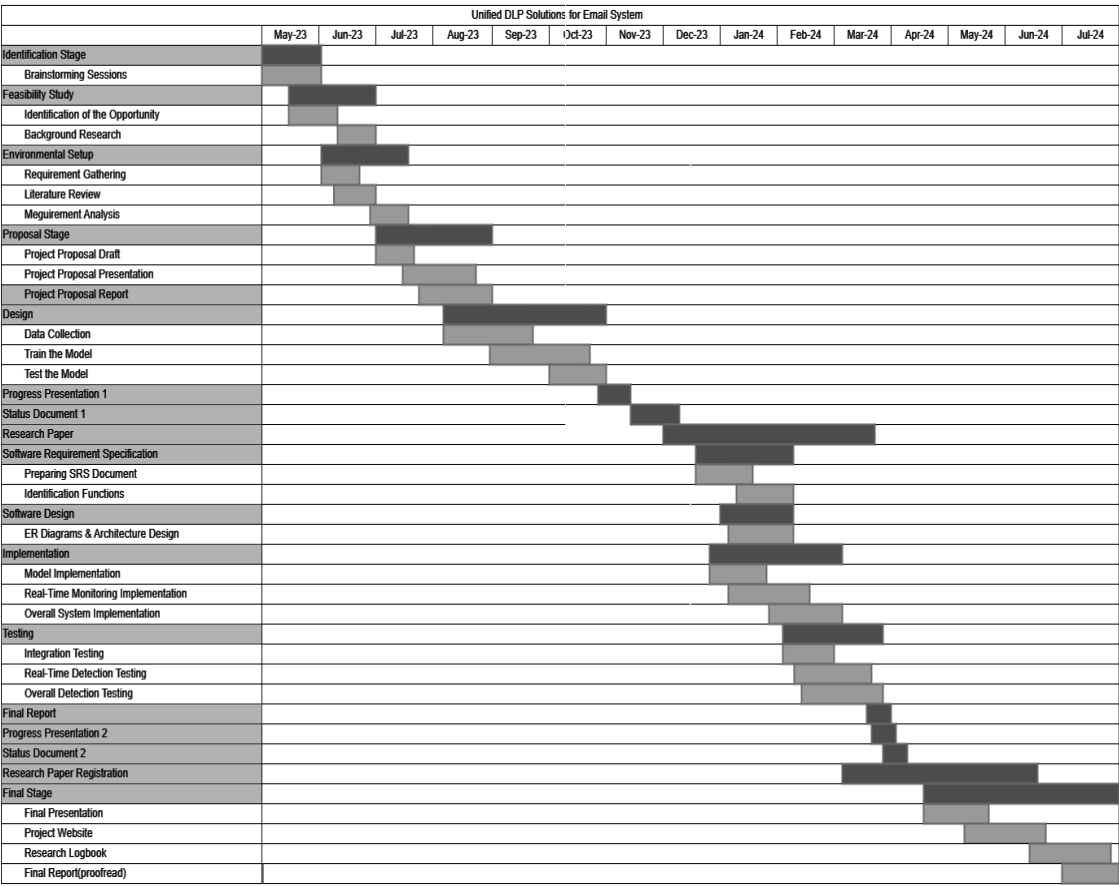 Unified DLP Solutions for Email System
May-23 Jun-23 Jul-23 Aug-23 Sep-23 Oct-23 Nov-23 Dec-23 Jan-24 Feb-24 Mar-24 Apr-24 May-24 Jun-24 Jul-24
Identification Stage
Brainstorming Sessions
Feasibility Study
Identification of the Opportunity
Background Research
Environmental Setup
Requirement Gathering
Literature Review
Meguirement Analysis
Proposal Stage
Project Proposal Draft
Project Proposal Presentation
Project Proposal Report
Design
Data Collection
Train the Model
Test the Model
Progress Presentation 1
Status Document 1
Research Paper
Software Requirement Specification
Preparing SRS Document
Identification Functions
Software Design
ER Diagrams & Architecture Design
Implementation
Model Implementation
Real-Time Monitoring Implementation
Overall System Implementation
Testing
Integration Testing
Real-Time Detection Testing
Overall Detection Testing
Final Report
Progress Presentation 2
Status Document 2
Research Paper Registration
Final Stage
Final Presentation
Project Website
Research Logbook
Final Report(proofread)